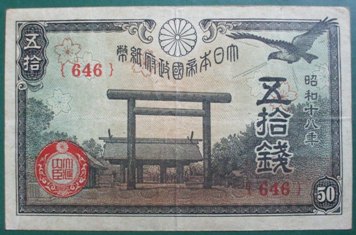 幣紙府政國帝本日大
五拾
{646}
昭和十八年
五拾錢
{646}
50